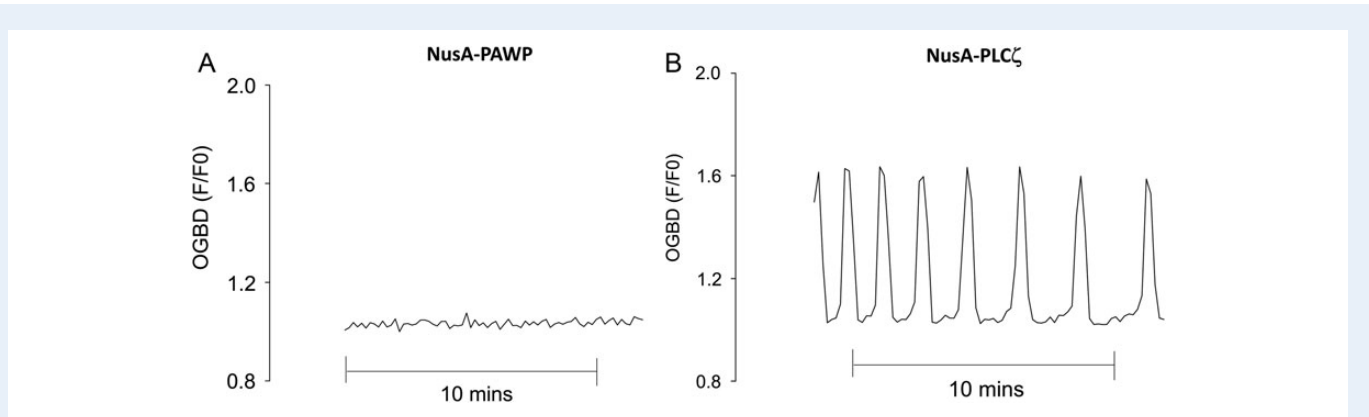 A
NusA-PAWP
2.0
1.6
1.2
0.8
OGBD (F/F0)
10 mins
B
NusA-PLCζ
2.0
1.6
1.2
0.8
OGBD (F/F0)
10 mins